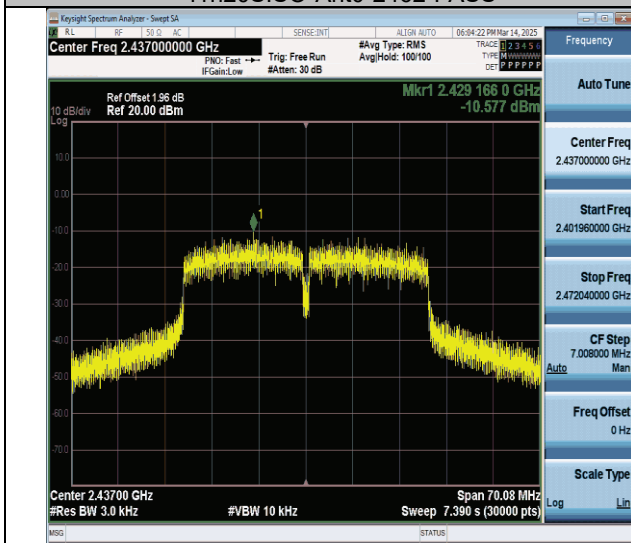 Keysight Spectrum Analyzer - Swept SA
RL RF 50 Ω AC SENSE:INT ALIGN AUTO 06:04:22 PM Mar 14, 2025
Center Freq 2.437000000 GHz
PNO: Fast
IFGain:Low
Trig: Free Run
#Atten: 30 dB
#Avg Type: RMS
Avg|Hold: 100/100
TRACE 1 2 3 4 5 6
TYPE MWWWWW
DET P P P P P P
Mkr1 2.429 166 0 GHz
-10.577 dBm
Ref Offset 1.96 dB
10 dB/div Ref 20.00 dBm
Log
10.0
0.00
-10.0
-20.0
-30.0
-40.0
-50.0
-60.0
-70.0
1
Center 2.43700 GHz Span 70.08 MHz
#Res BW 3.0 kHz #VBW 10 kHz Sweep 7.390 s (30000 pts)
MSG STATUS
Frequency
Auto Tune
Center Freq
2.437000000 GHz
Start Freq
2.401960000 GHz
Stop Freq
2.472040000 GHz
CF Step
7.008000 MHz
Auto Man
Freq Offset
0 Hz
Scale Type
Log Lin